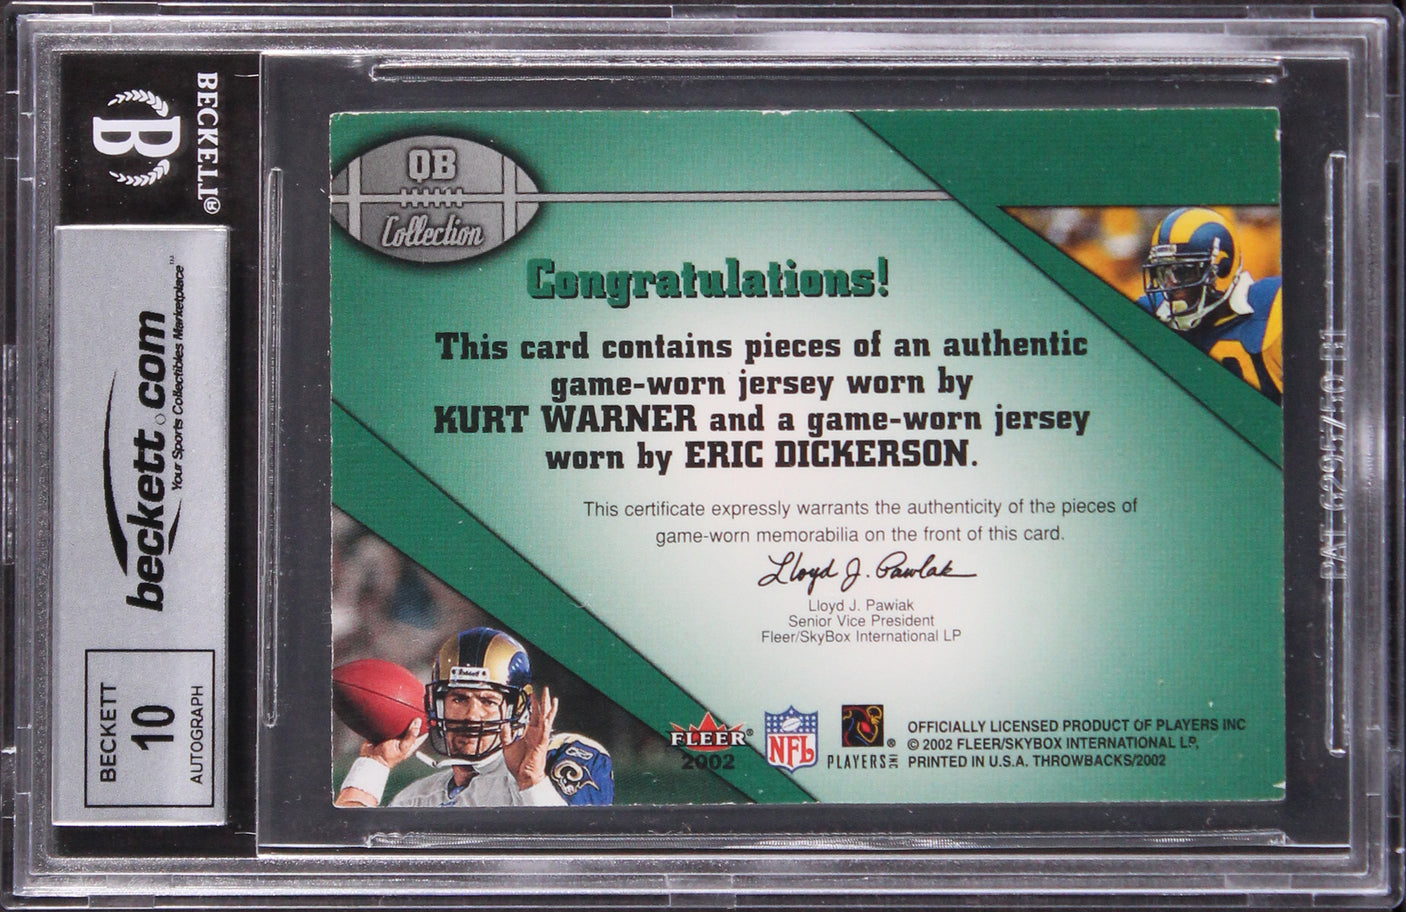 BECKETT®
B
beckett.com
Your Sports Collectibles Marketplace™
BECKETT
10
AUTOGRAPH
QB
Collection
Congratulations!
This card contains pieces of an authentic
game-worn jersey worn by
KURT WARNER and a game-worn jersey
worn by ERIC DICKERSON.
This certificate expressly warrants the authenticity of the pieces of
game-worn memorabilia on the front of this card.
Lloyd J. Pawlak
Lloyd J. Pawiak
Senior Vice President
Fleer/SkyBox International LP
FLEER®
2002
NFL
PLAYERS INC ®
OFFICIALLY LICENSED PRODUCT OF PLAYERS INC
© 2002 FLEER/SKYBOX INTERNATIONAL LP,
PRINTED IN U.S.A. THROWBACKS/2002